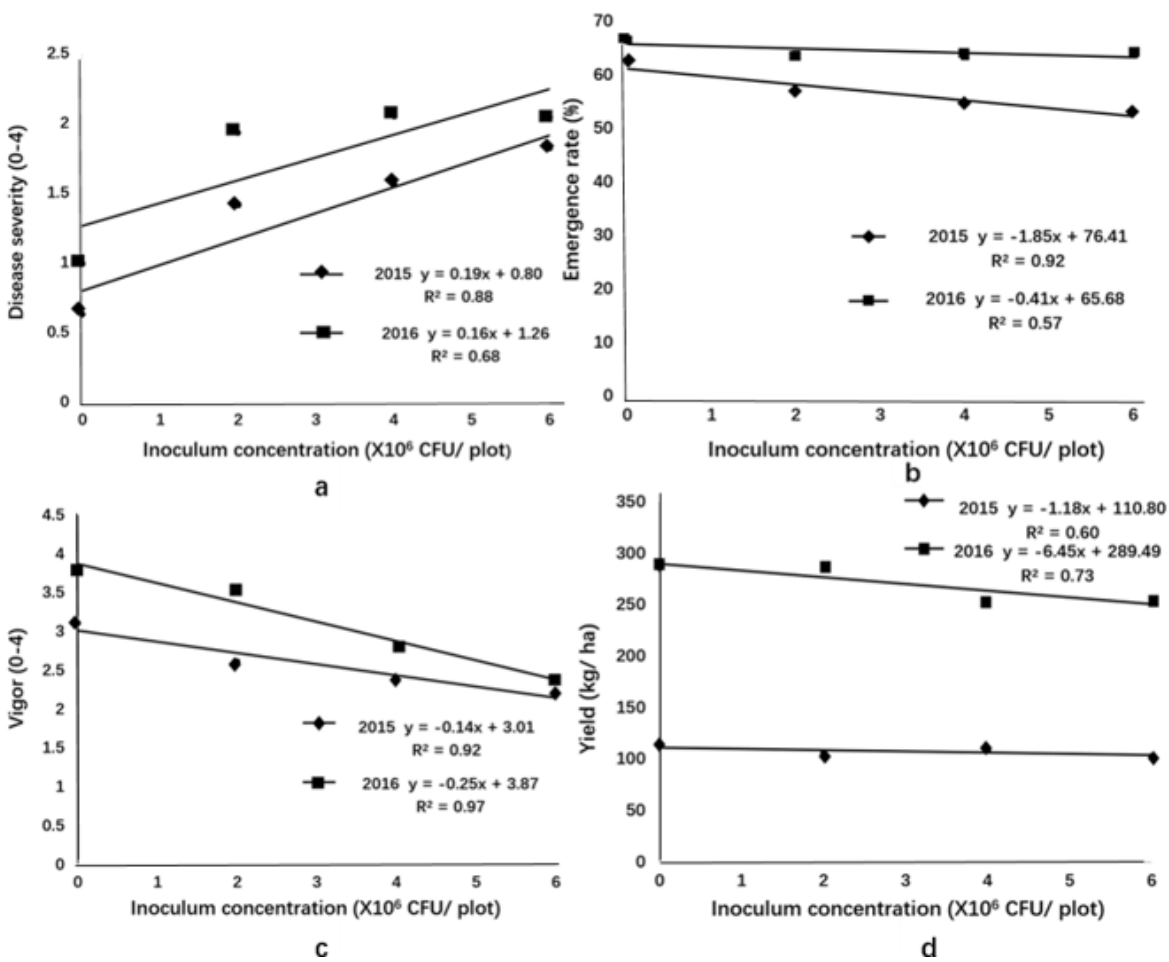 2.5
2
1.5
1
0.5
0
Disease severity (0-4)
2015 y = 0.19x + 0.80
R² = 0.88
2016 y = 0.16x + 1.26
R² = 0.68
0 1 2 3 4 5 6
Inoculum concentration (X10⁶ CFU/ plot)
a
70
60
50
40
30
20
10
0
Emergence rate (%)
2015 y = -1.85x + 76.41
R² = 0.92
2016 y = -0.41x + 65.68
R² = 0.57
0 1 2 3 4 5 6
Inoculum concentration (X10⁶ CFU/ plot)
b
4.5
4
3.5
3
2.5
2
1.5
1
0.5
0
Vigor (0-4)
2015 y = -0.14x + 3.01
R² = 0.92
2016 y = -0.25x + 3.87
R² = 0.97
0 1 2 3 4 5 6
Inoculum concentration (X10⁶ CFU/ plot)
c
350
300
250
200
150
100
50
0
Yield (kg/ ha)
2015 y = -1.18x + 110.80
R² = 0.60
2016 y = -6.45x + 289.49
R² = 0.73
0 1 2 3 4 5 6
Inoculum concentration (X10⁶ CFU/ plot)
d